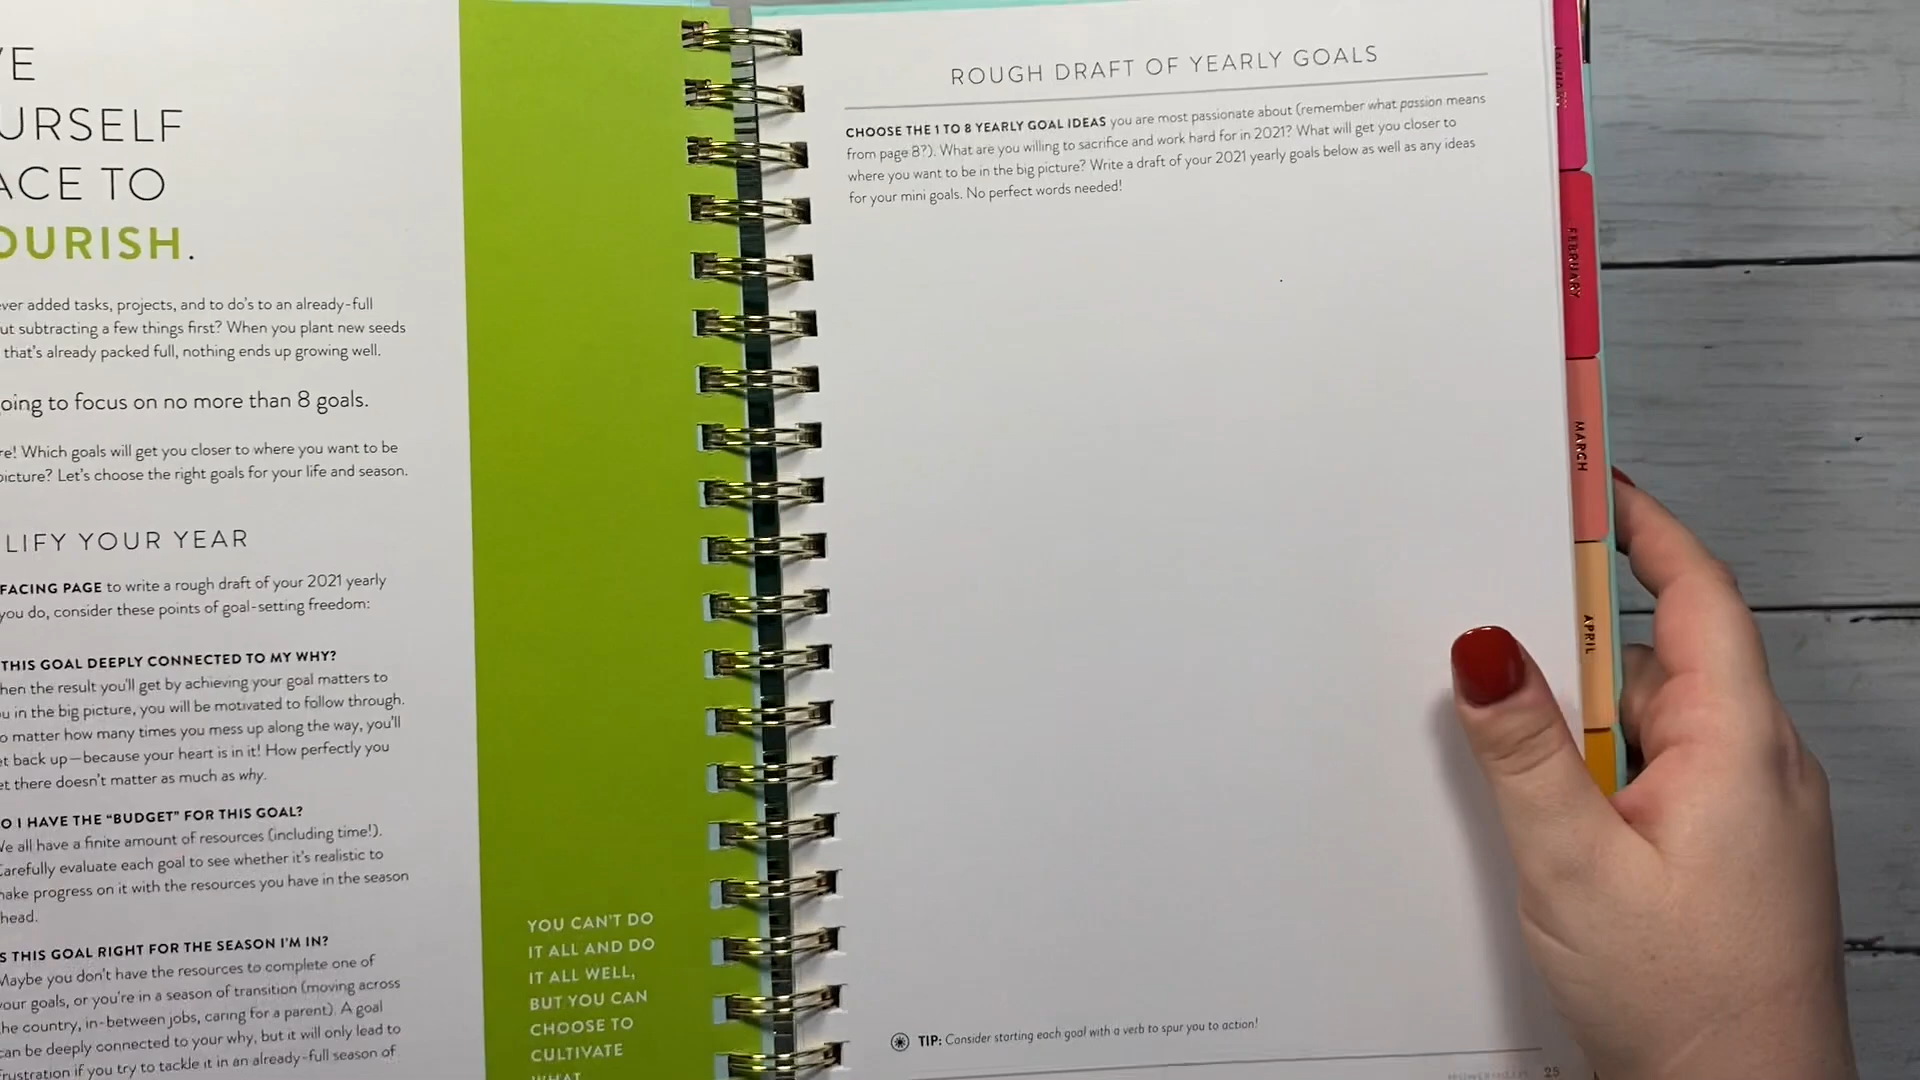 URSELF
ACE TO
OURISH.
ver added tasks, projects, and to do's to an already-full
ut subtracting a few things first? When you plant new seeds
that's already packed full, nothing ends up growing well.
oing to focus on no more than 8 goals.
re! Which goals will get you closer to where you want to be
picture? Let's choose the right goals for your life and season.
LIFY YOUR YEAR
FACING PAGE to write a rough draft of your 2021 yearly
you do, consider these points of goal-setting freedom:
THIS GOAL DEEPLY CONNECTED TO MY WHY?
hen the result you'll get by achieving your goal matters to
u in the big picture, you will be motivated to follow through.
o matter how many times you mess up along the way, you'll
et back up—because your heart is in it! How perfectly you
et there doesn't matter as much as why.
O I HAVE THE “BUDGET” FOR THIS GOAL?
We all have a finite amount of resources (including time!).
Carefully evaluate each goal to see whether it's realistic to
make progress on it with the resources you have in the season
head.
S THIS GOAL RIGHT FOR THE SEASON I'M IN?
Maybe you don't have the resources to complete one of
your goals, or you're in a season of transition (moving across
he country, in-between jobs, caring for a parent). A goal
can be deeply connected to your why, but it will only lead to
frustration if you try to tackle it in an already-full season of
YOU CAN'T DO
IT ALL AND DO
IT ALL WELL,
BUT YOU CAN
CHOOSE TO
CULTIVATE
WHAT
ROUGH DRAFT OF YEARLY GOALS
CHOOSE THE 1 TO 8 YEARLY GOAL IDEAS you are most passionate about (remember what passion means
from page 8?). What are you willing to sacrifice and work hard for in 2021? What will get you closer to
where you want to be in the big picture? Write a draft of your 2021 yearly goals below as well as any ideas
for your mini goals. No perfect words needed!
TIP: Consider starting each goal with a verb to spur you to action!
25
JANUARY
FEBRUARY
MARCH
APRIL